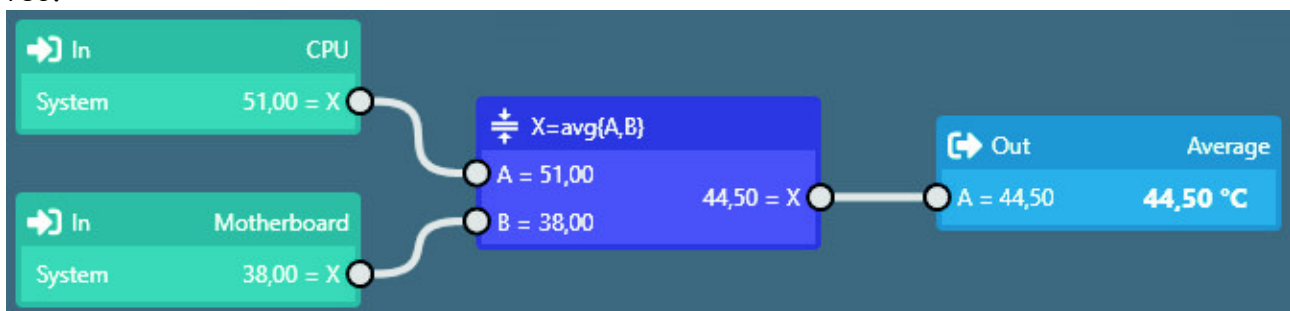 In CPU
System 51,00 = X
In Motherboard
System 38,00 = X
X=avg{A,B}
A = 51,00
44,50 = X
B = 38,00
Out Average
A = 44,50 44,50 °C